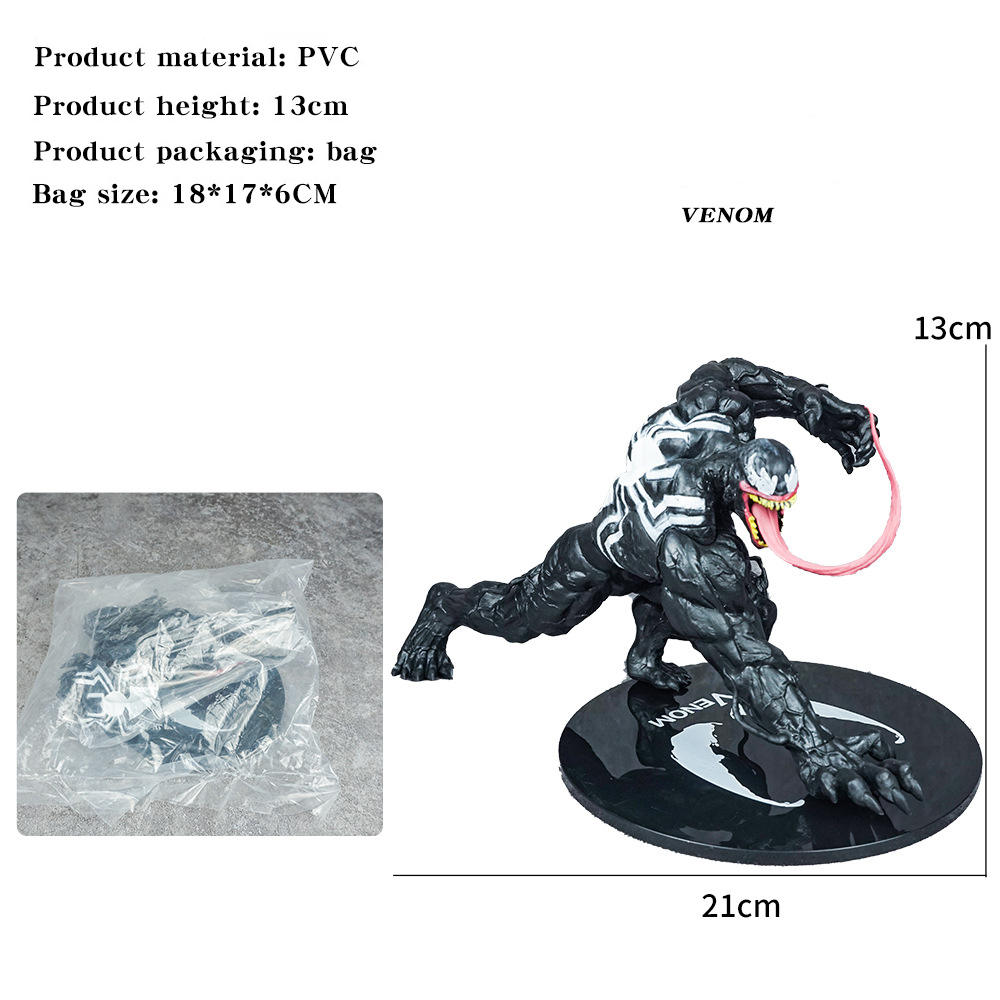 Product material: PVC
Product height: 13cm
Product packaging: bag
Bag size: 18*17*6CM
VENOM
13cm
VENOM
21cm